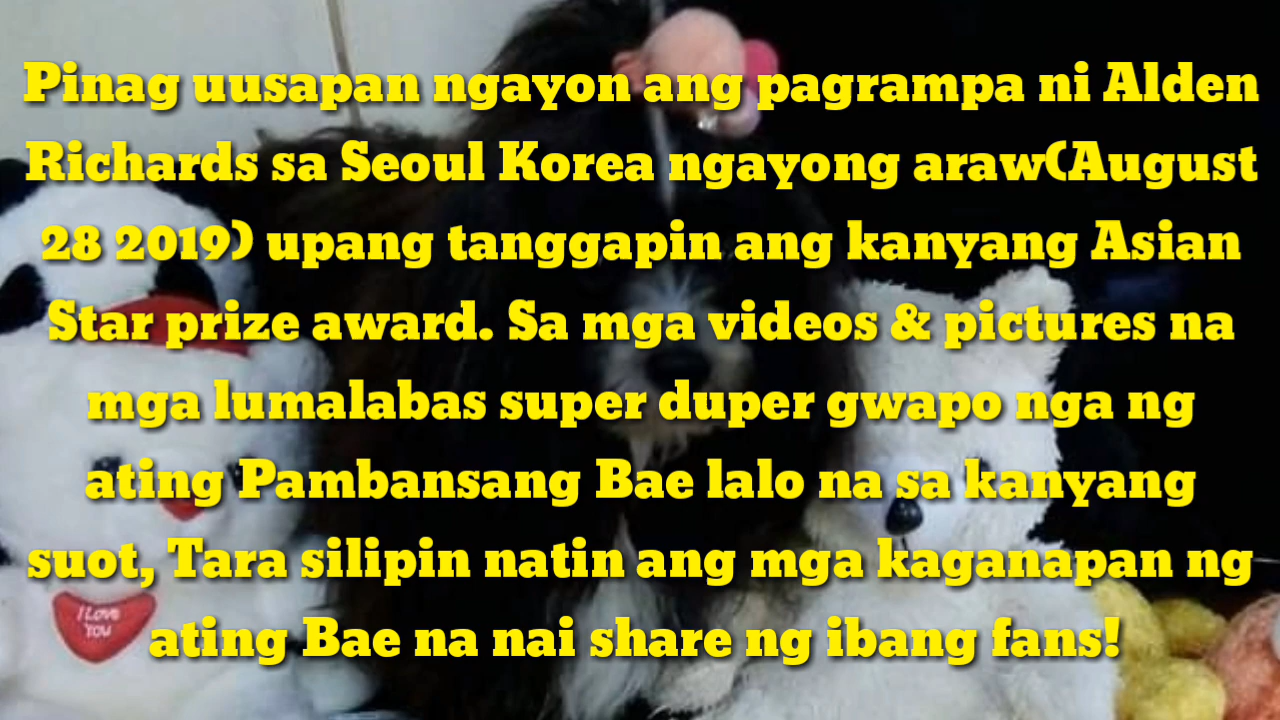 Pinag uusapan ngayon ang pagrampa ni Alden
Richards sa Seoul Korea ngayong araw(August
28 2019) upang tanggapin ang kanyang Asian
Star prize award. Sa mga videos & pictures na
mga lumalabas super duper gwapo nga ng
ating Pambansang Bae lalo na sa kanyang
suot, Tara silipin natin ang mga kaganapan ng
ating Bae na nai share ng ibang fans!
I Love
YOU